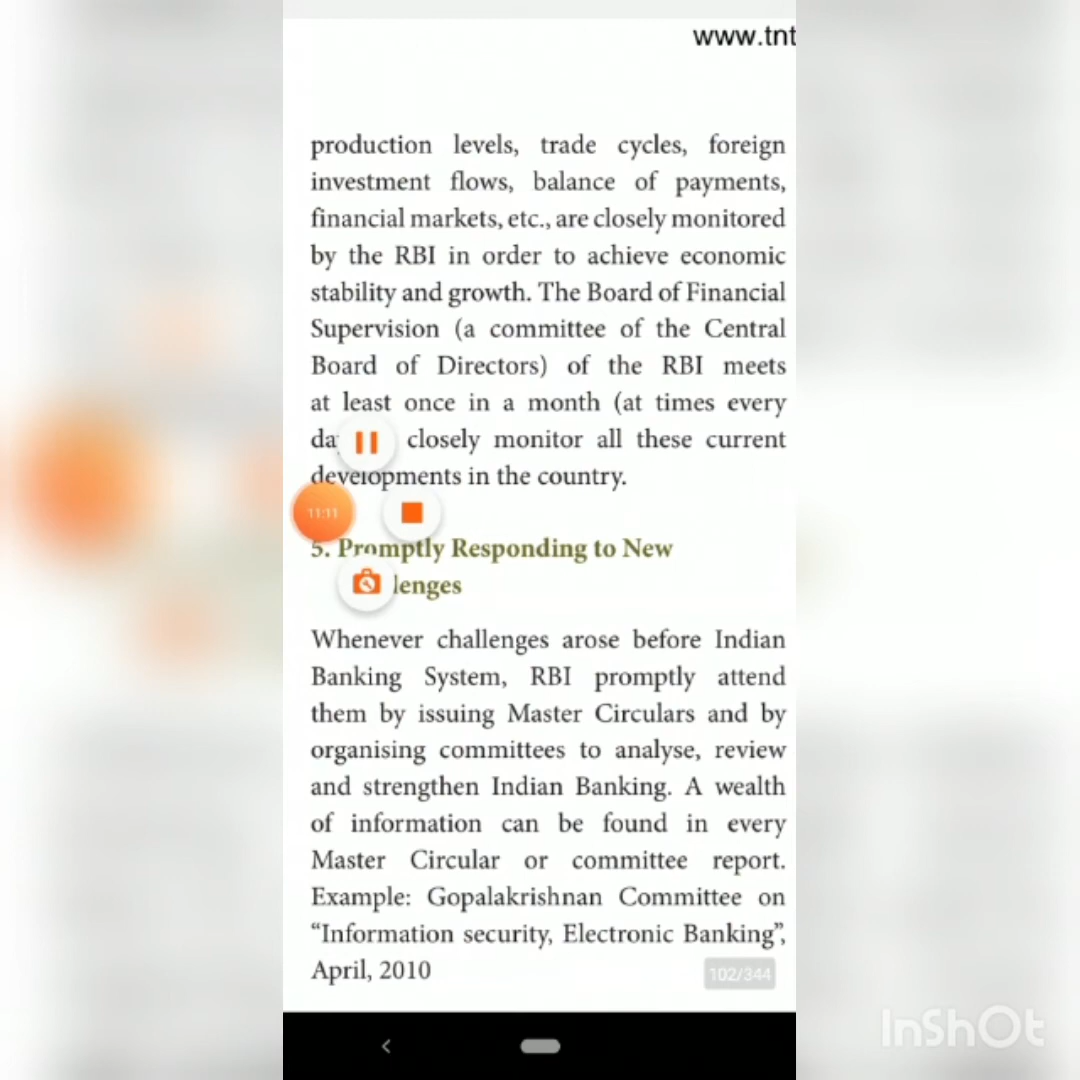 www.tnt
production levels, trade cycles, foreign
investment flows, balance of payments,
financial markets, etc., are closely monitored
by the RBI in order to achieve economic
stability and growth. The Board of Financial
Supervision (a committee of the Central
Board of Directors) of the RBI meets
at least once in a month (at times every
da closely monitor all these current
developments in the country.
11:11
5. Promptly Responding to New
lenges
Whenever challenges arose before Indian
Banking System, RBI promptly attend
them by issuing Master Circulars and by
organising committees to analyse, review
and strengthen Indian Banking. A wealth
of information can be found in every
Master Circular or committee report.
Example: Gopalakrishnan Committee on
“Information security, Electronic Banking”,
April, 2010
102/344
InShOt